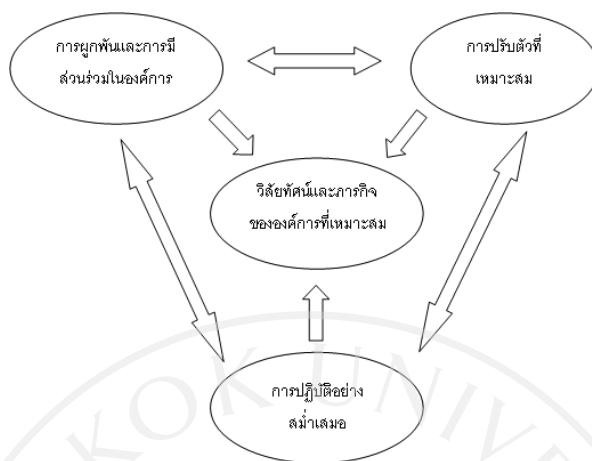 การผูกพันและการมี
ส่วนร่วมในองค์การ
การปรับตัวที่
เหมาะสม
วิสัยทัศน์และภารกิจ
ขององค์การที่เหมาะสม
การปฏิบัติอย่าง
สม่ำเสมอ
KOK UNIV